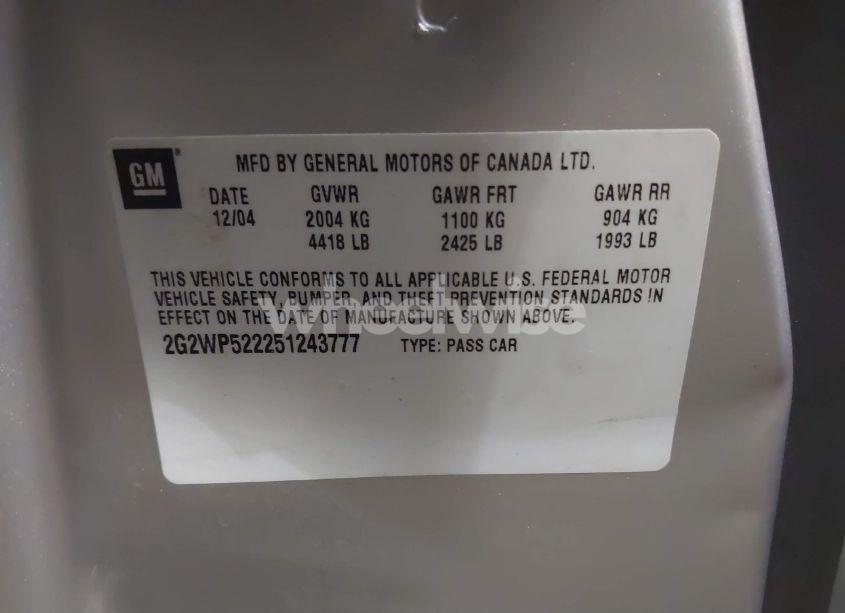 GM
MFD BY GENERAL MOTORS OF CANADA LTD.
DATE GVWR GAWR FRT GAWR RR
12/04 2004 KG 1100 KG 904 KG
4418 LB 2425 LB 1993 LB
THIS VEHICLE CONFORMS TO ALL APPLICABLE U.S. FEDERAL MOTOR
VEHICLE SAFETY, BUMPER, AND THEFT PREVENTION STANDARDS IN
EFFECT ON THE DATE OF MANUFACTURE SHOWN ABOVE.
wheelwise
2G2WP522251243777 TYPE: PASS CAR